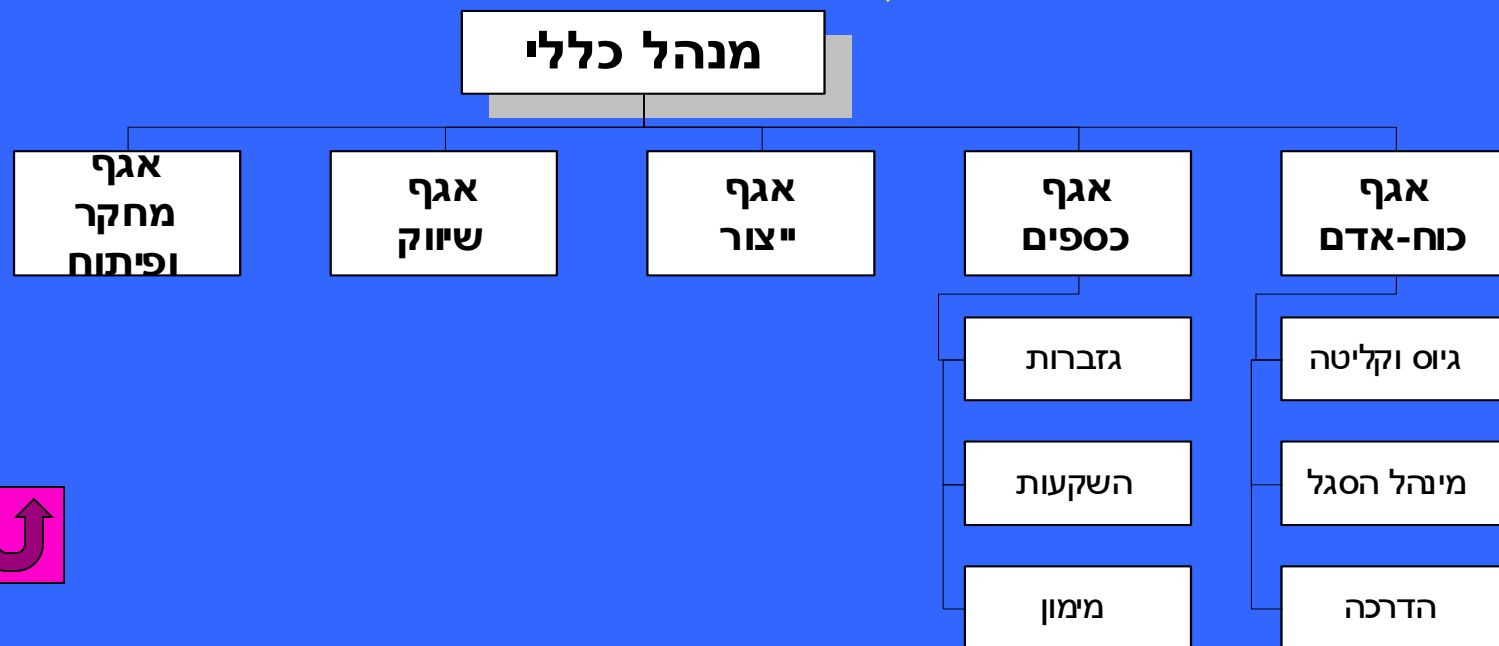 מנהל כללי
אגף
כוח-אדם
אגף
כספים
אגף
ייצור
אגף
שיווק
אגף
מחקר
ופיתוח
גיוס וקליטה
גזברות
מינהל הסגל
השקעות
הדרכה
מימון